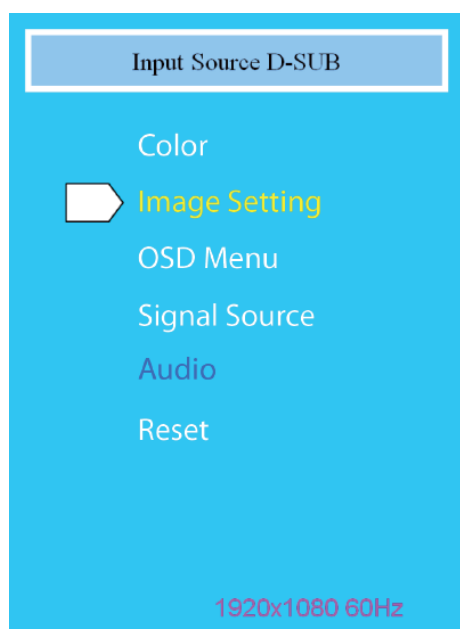 Input Source D-SUB
Color
Image Setting
OSD Menu
Signal Source
Audio
Reset
1920x1080 60Hz